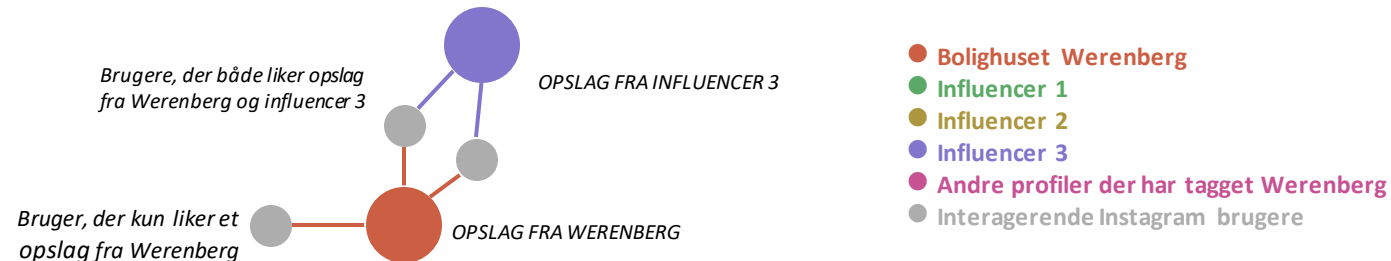 Brugere, der både liker opslag
fra Werenberg og influencer 3
OPSLAG FRA INFLUENCER 3
Bruger, der kun liker et
opslag fra Werenberg
OPSLAG FRA WERENBERG
Bolighuset Werenberg
Influencer 1
Influencer 2
Influencer 3
Andre profiler der har tagget Werenberg
Interagerende Instagram brugere